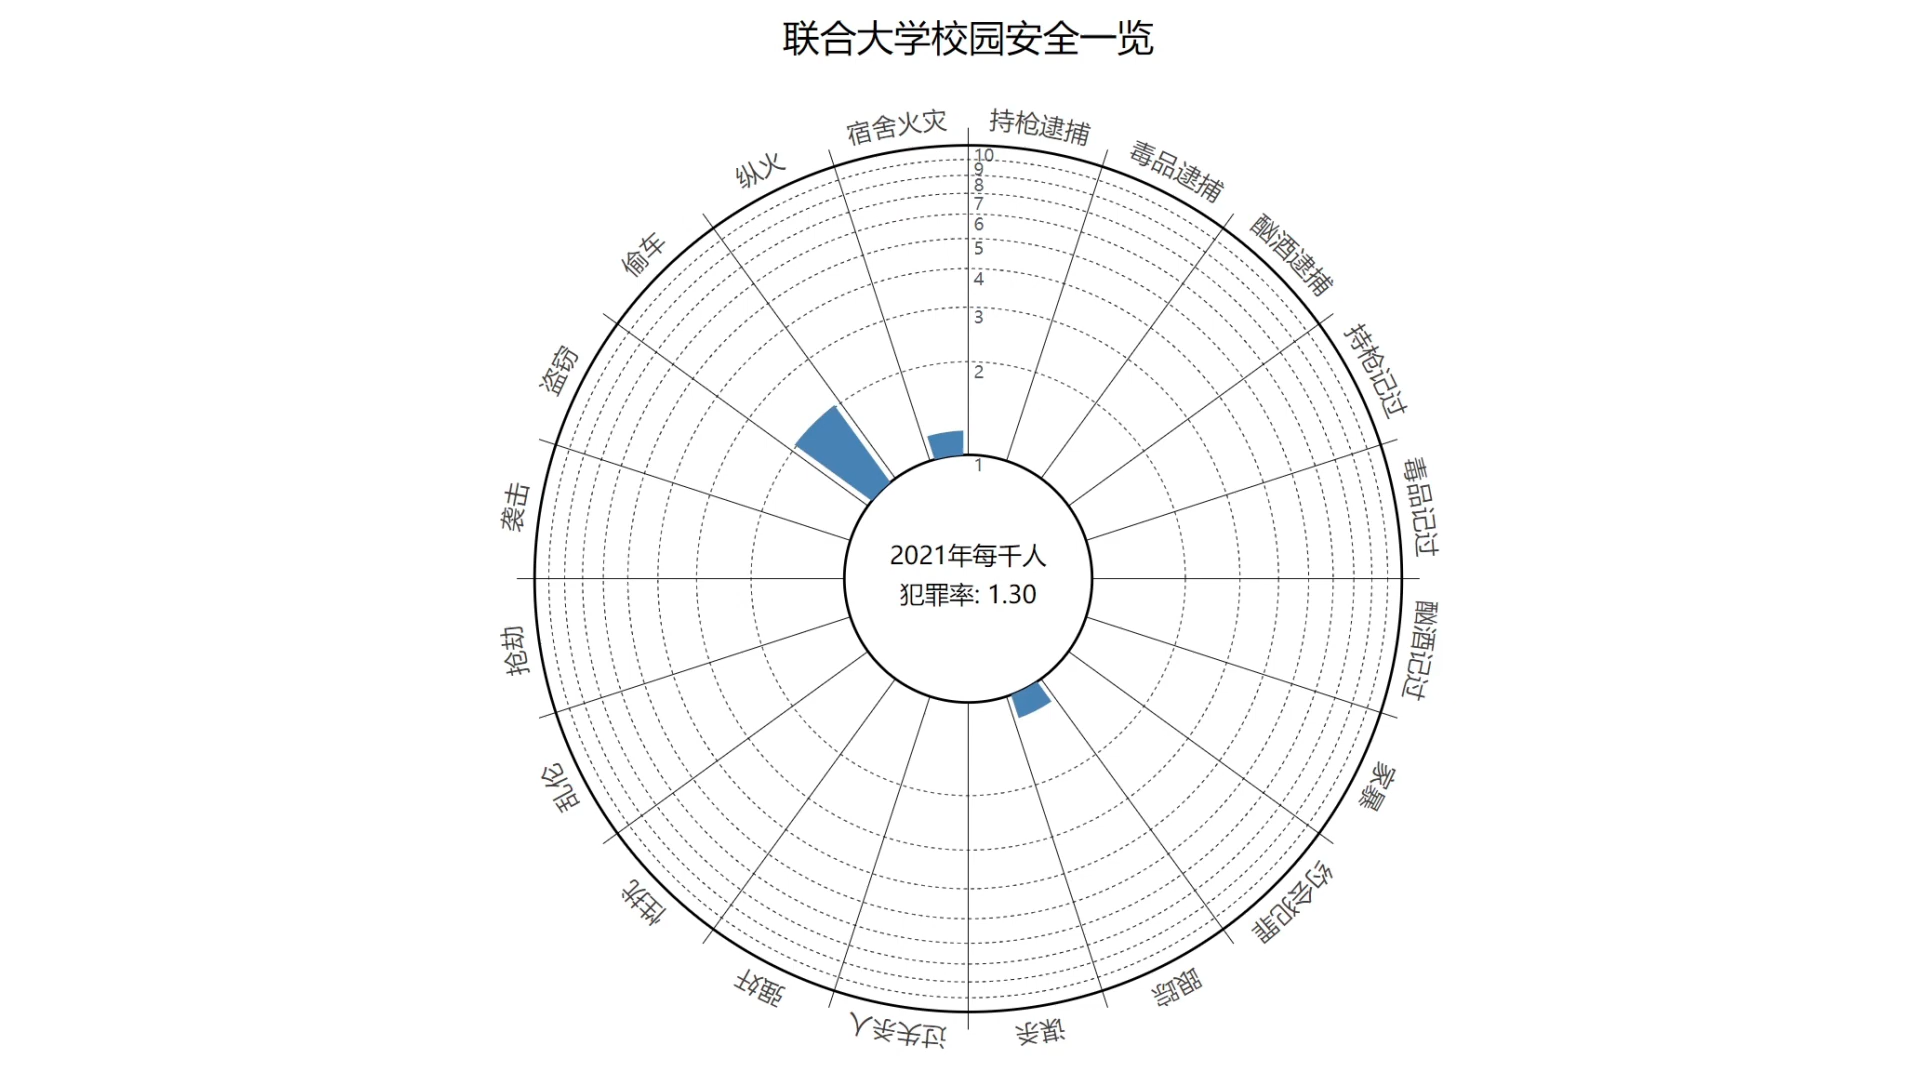 联合大学校园安全一览
持枪逮捕
毒品逮捕
酗酒逮捕
持枪记过
毒品记过
酗酒记过
家暴
约会犯罪
跟踪
谋杀
过失杀人
强奸
性扰
乱伦
抢劫
袭击
盗窃
偷车
纵火
宿舍火灾
10
9
8
7
6
5
4
3
2
1
2021年每千人
犯罪率: 1.30